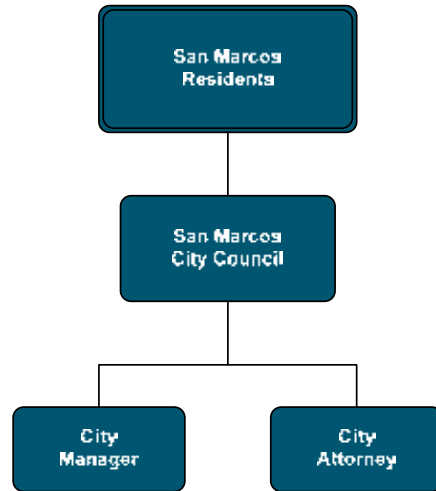 San Marcos
Residents
San Marcos
City Council
City
Manager
City
Attorney